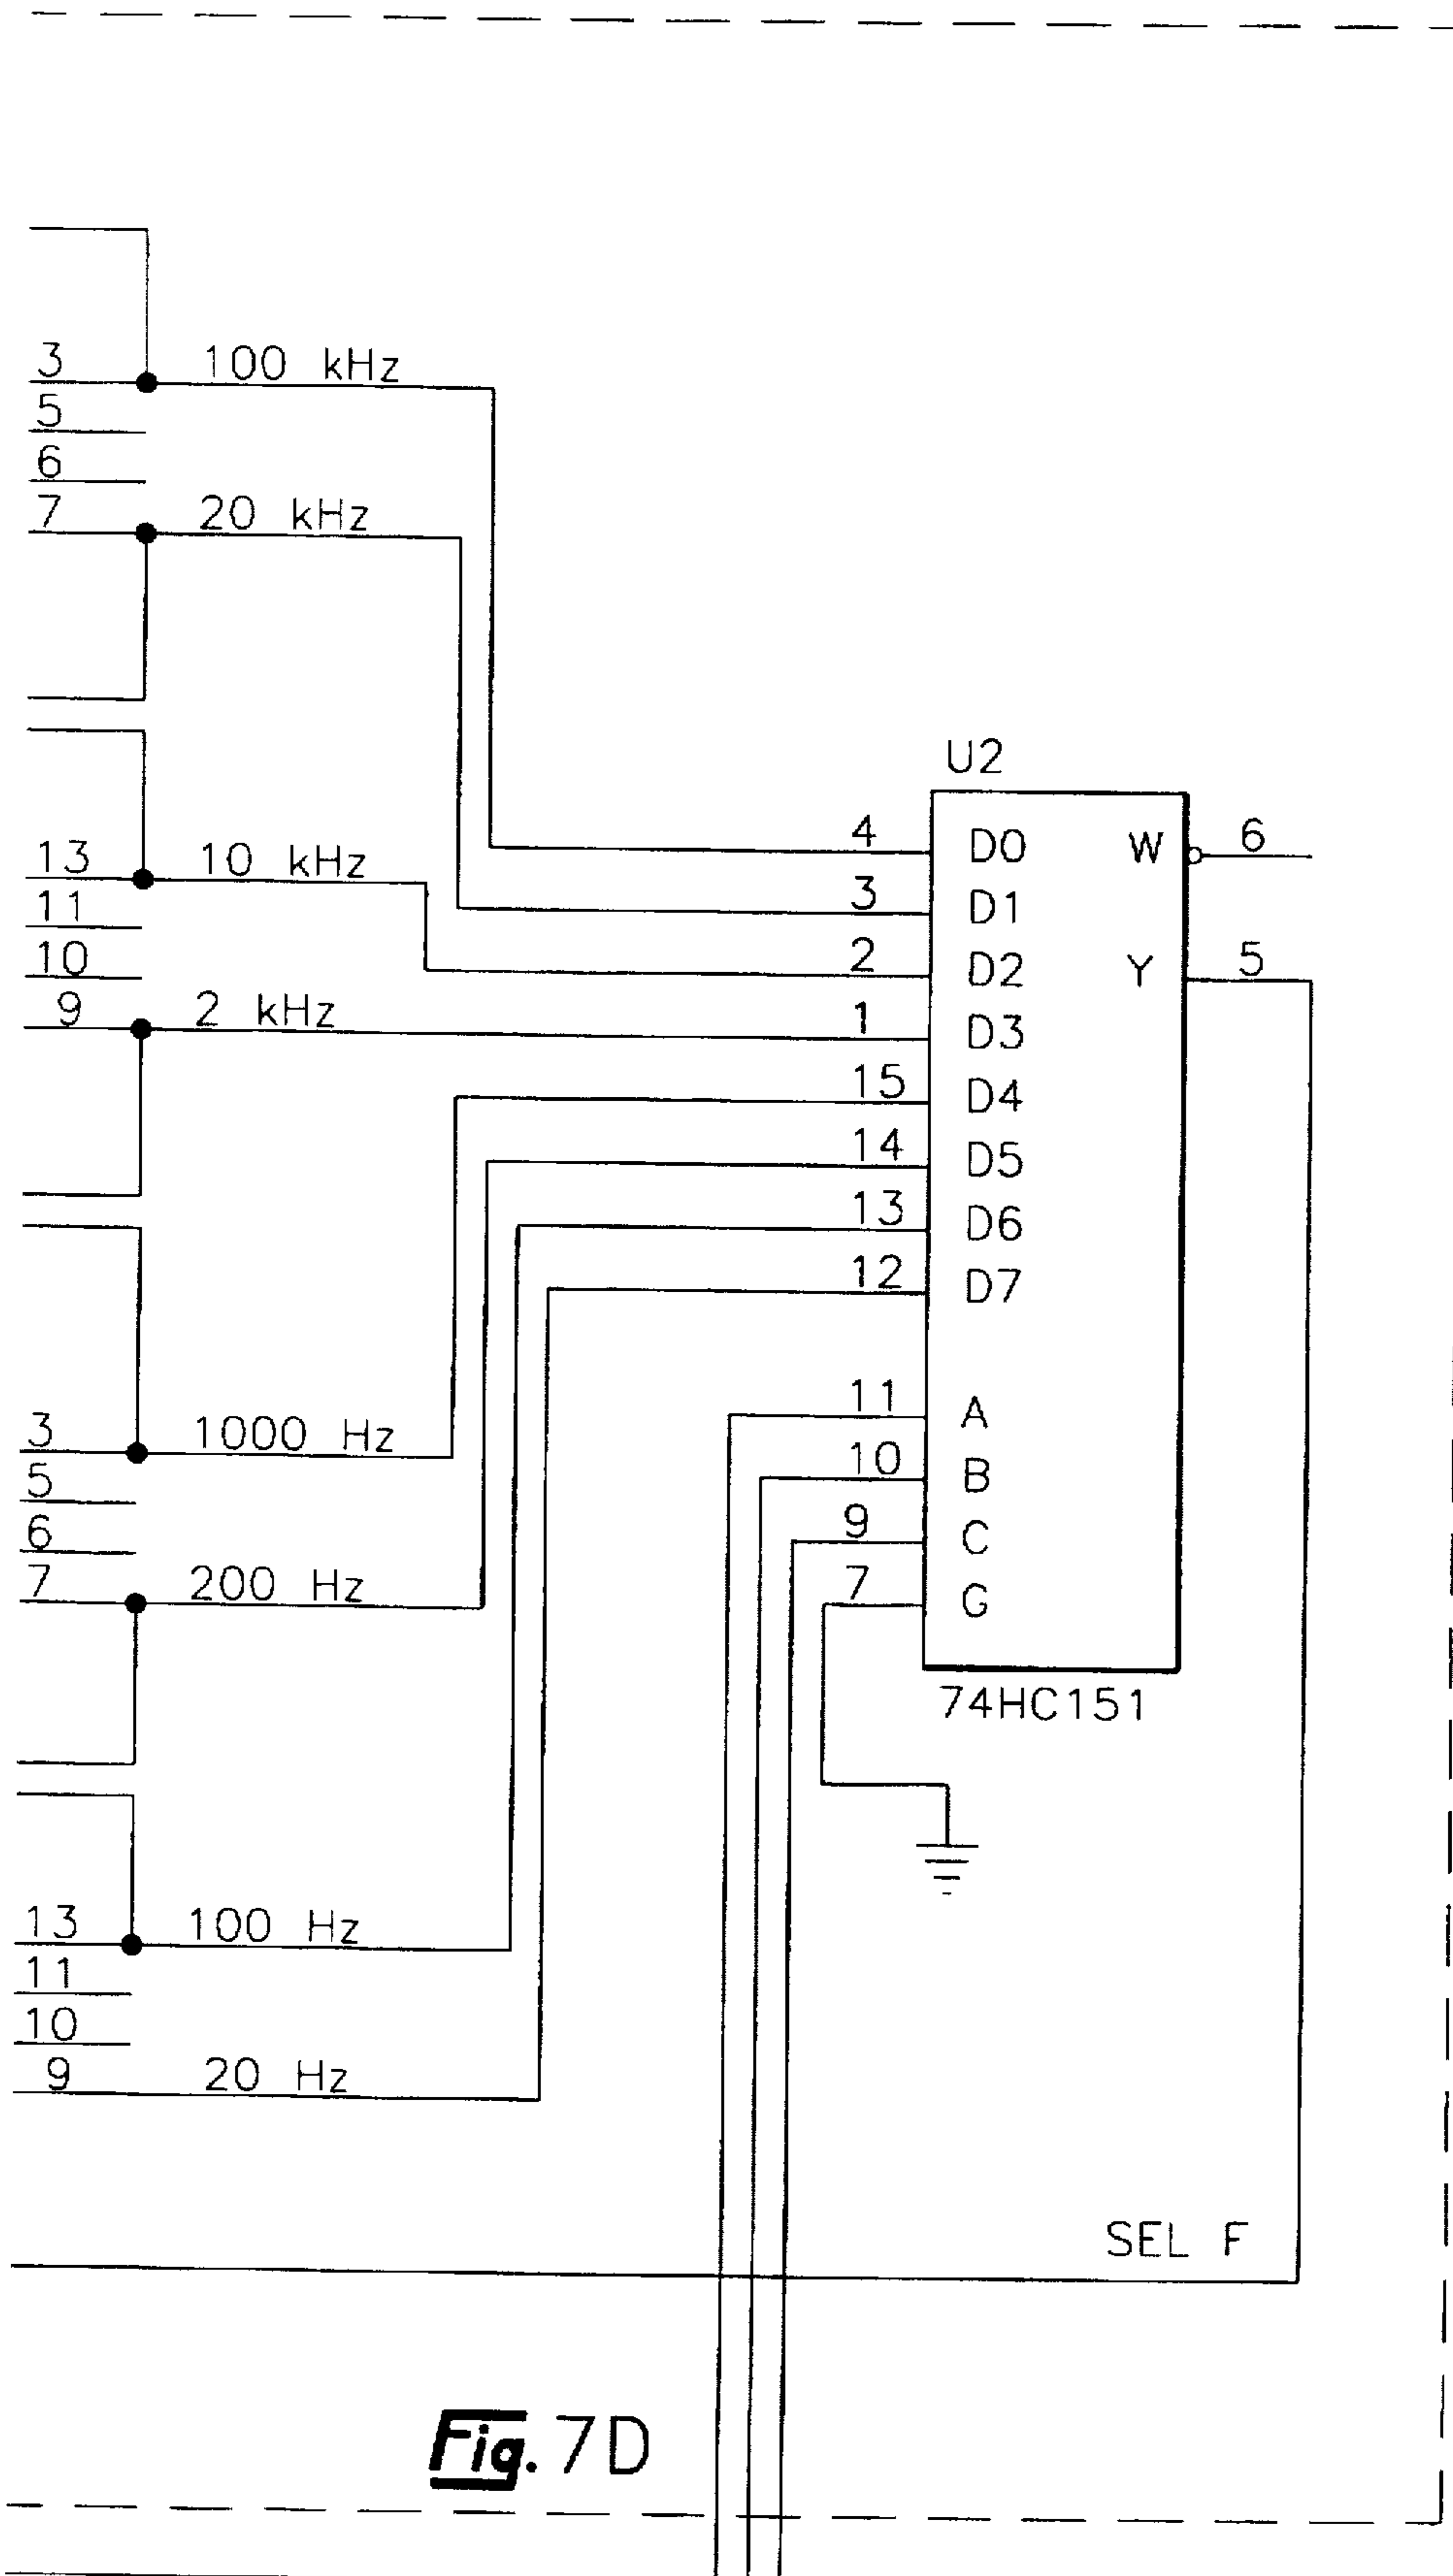 3 100 kHz
5
6
7 20 kHz
U2
4 D0 W 6
13 10 kHz
3 D1
11
10
2 D2 Y 5
9 2 kHz
1 D3
15 D4
14 D5
13 D6
12 D7
11 A
3 1000 Hz
10 B
5
9 C
6
7 200 Hz
7 G
74HC151
13 100 Hz
11
10
9 20 Hz
SEL F
Fig. 7D